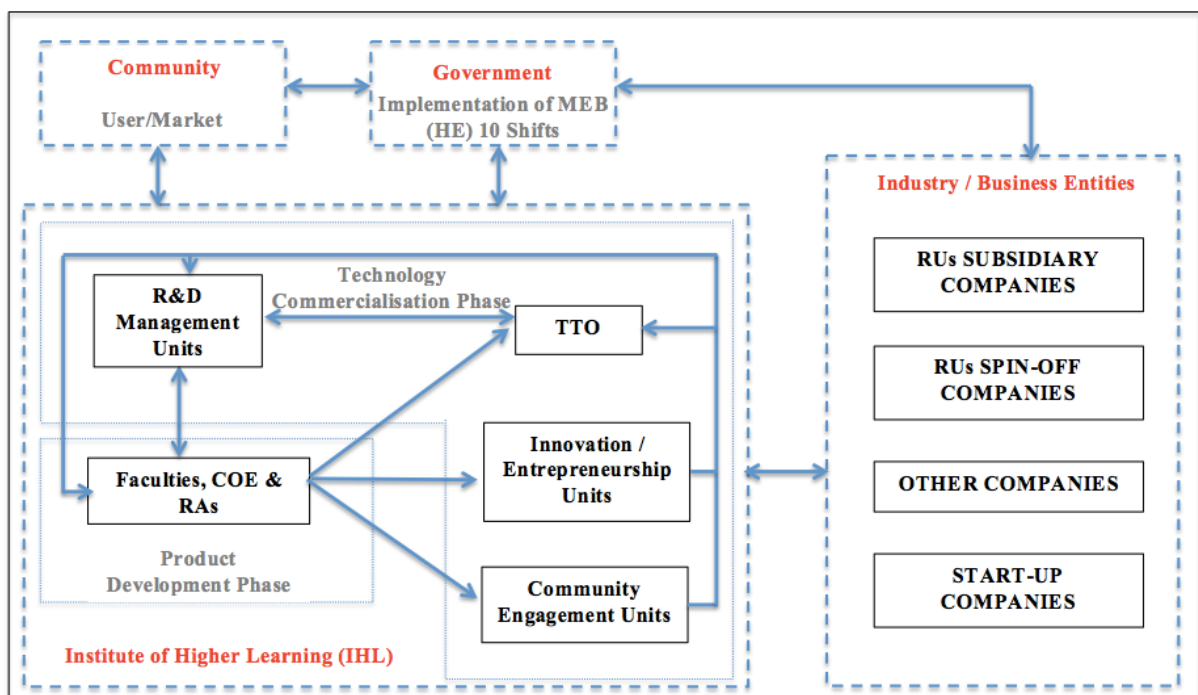 Community
User/Market
Government
Implementation of MEB
(HE) 10 Shifts
Industry / Business Entities
RUs SUBSIDIARY
COMPANIES
RUs SPIN-OFF
COMPANIES
OTHER COMPANIES
START-UP
COMPANIES
Technology
Commercialisation Phase
R&D
Management
Units
TTO
Innovation /
Entrepreneurship
Units
Faculties, COE &
RAs
Product
Development Phase
Community
Engagement Units
Institute of Higher Learning (IHL)